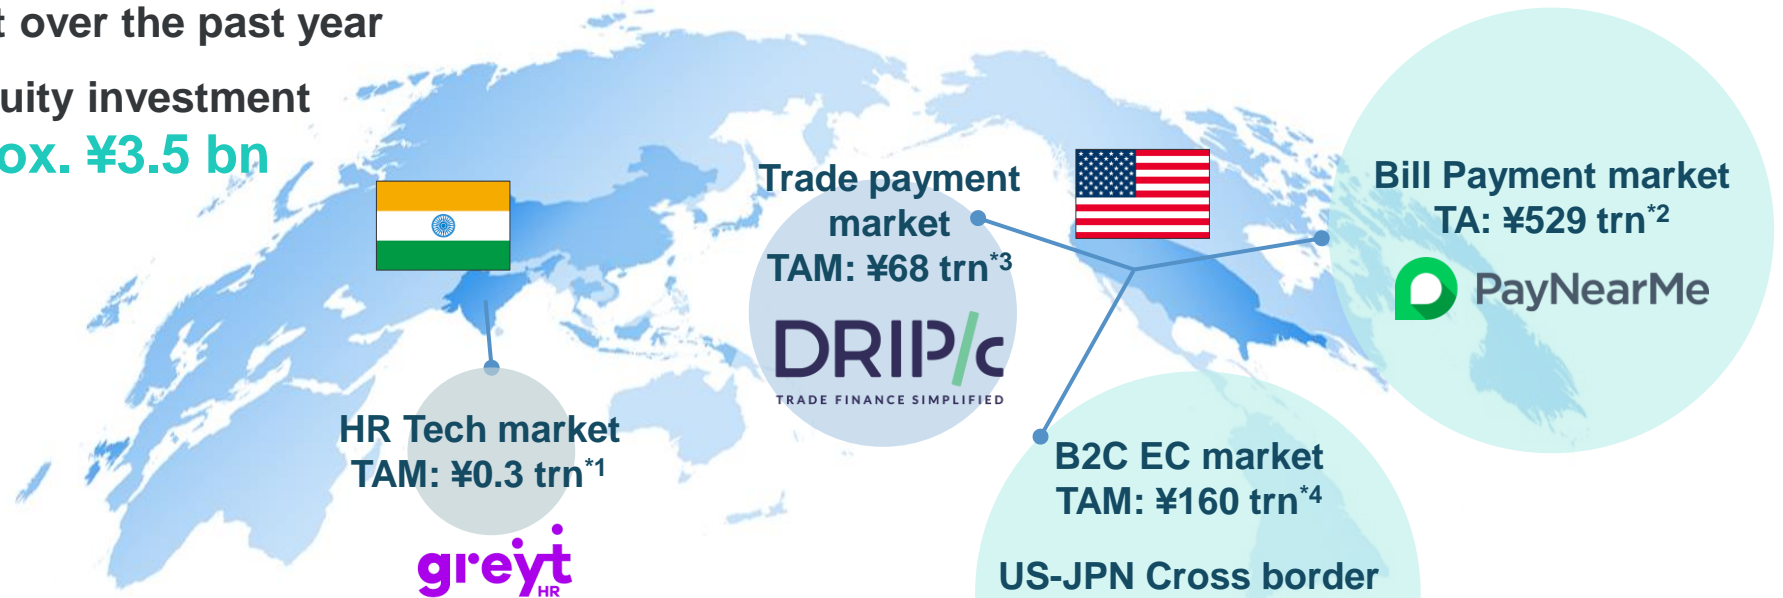 t over the past year
uity investment
ox. ¥3.5 bn
Trade payment
market
TAM: ¥68 trn*3
DRIP/c
TRADE FINANCE SIMPLIFIED
Bill Payment market
TA: ¥529 trn*2
PayNearMe
HR Tech market
TAM: ¥0.3 trn*1
greytHR
B2C EC market
TAM: ¥160 trn*4
US-JPN Cross border